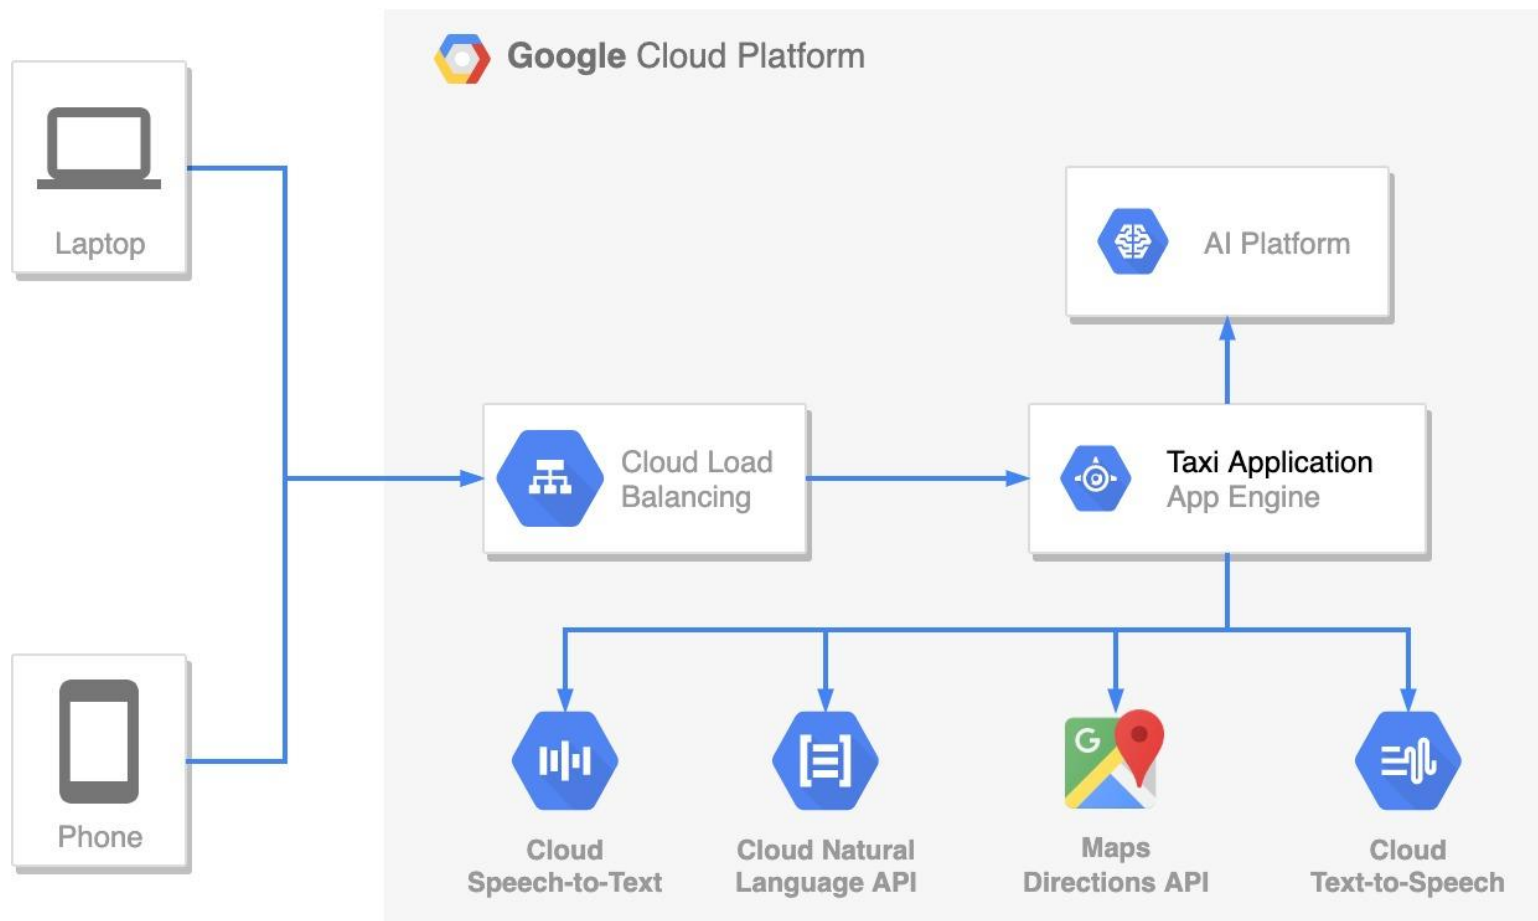 Google Cloud Platform
Laptop
AI Platform
Cloud Load
Balancing
Taxi Application
App Engine
Phone
G
Cloud
Speech-to-Text
Cloud Natural
Language API
Maps
Directions API
Cloud
Text-to-Speech